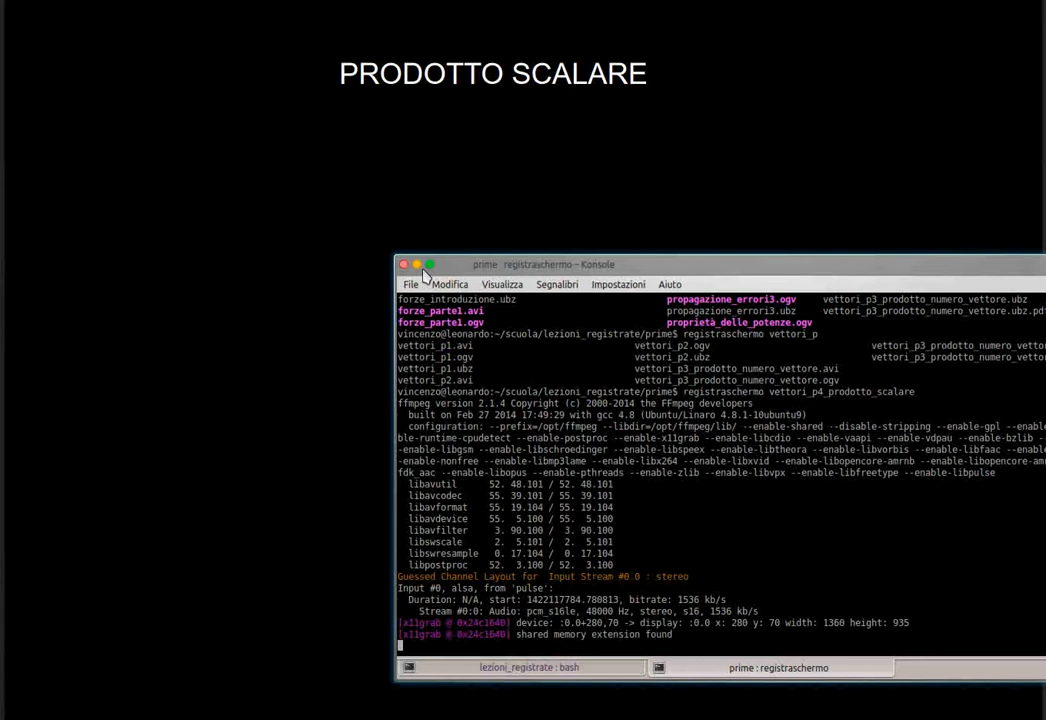 PRODOTTO SCALARE
prime registraschermo – Konsole
File Modifica Visualizza Segnalibri Impostazioni Aiuto
forze_introduzione.ubz propagazione_errori3.ogv vettori_p3_prodotto_numero_vettore.ubz
forze_parte1.avi propagazione_errori3.ubz vettori_p3_prodotto_numero_vettore.ubz.pd
forze_parte1.ogv proprietà_delle_potenze.ogv
vincenzo@leonardo:~/scuola/lezioni_registrate/prime$ registraschermo vettori_p
vettori_p1.avi vettori_p2.ogv vettori_p3_prodotto_numero_vetto
vettori_p1.ogv vettori_p2.ubz vettori_p3_prodotto_numero_vetto
vettori_p1.ubz vettori_p3_prodotto_numero_vettore.avi
vettori_p2.avi vettori_p3_prodotto_numero_vettore.ogv
vincenzo@leonardo:~/scuola/lezioni_registrate/prime$ registraschermo vettori_p4_prodotto_scalare
ffmpeg version 2.1.4 Copyright (c) 2000-2014 the FFmpeg developers
built on Feb 27 2014 17:49:29 with gcc 4.8 (Ubuntu/Linaro 4.8.1-10ubuntu9)
configuration: --prefix=/opt/ffmpeg --libdir=/opt/ffmpeg/lib/ --enable-shared --disable-stripping --enable-gpl --enable
ble-runtime-cpudetect --enable-postproc --enable-x11grab --enable-libcdio --enable-vaapi --enable-vdpau --enable-bzlib --
-enable-libgsm --enable-libschroedinger --enable-libspeex --enable-libtheora --enable-libvorbis --enable-libfaac --enable
-enable-nonfree --enable-libmp3lame --enable-libx264 --enable-libxvid --enable-libopencore-amrnb --enable-libopencore-amr
fdk_aac --enable-libopus --enable-pthreads --enable-zlib --enable-libvpx --enable-libfreetype --enable-libpulse
libavutil 52. 48.101 / 52. 48.101
libavcodec 55. 39.101 / 55. 39.101
libavformat 55. 19.104 / 55. 19.104
libavdevice 55. 5.100 / 55. 5.100
libavfilter 3. 90.100 / 3. 90.100
libswscale 2. 5.101 / 2. 5.101
libswresample 0. 17.104 / 0. 17.104
libpostproc 52. 3.100 / 52. 3.100
Guessed Channel Layout for Input Stream #0.0 : stereo
Input #0, alsa, from 'pulse':
Duration: N/A, start: 1422117784.780813, bitrate: 1536 kb/s
Stream #0:0: Audio: pcm_s16le, 48000 Hz, stereo, s16, 1536 kb/s
[x11grab @ 0x24c1640] device: :0.0+280,70 -> display: :0.0 x: 280 y: 70 width: 1360 height: 935
[x11grab @ 0x24c1640] shared memory extension found
lezioni_registrate : bash prime : registraschermo